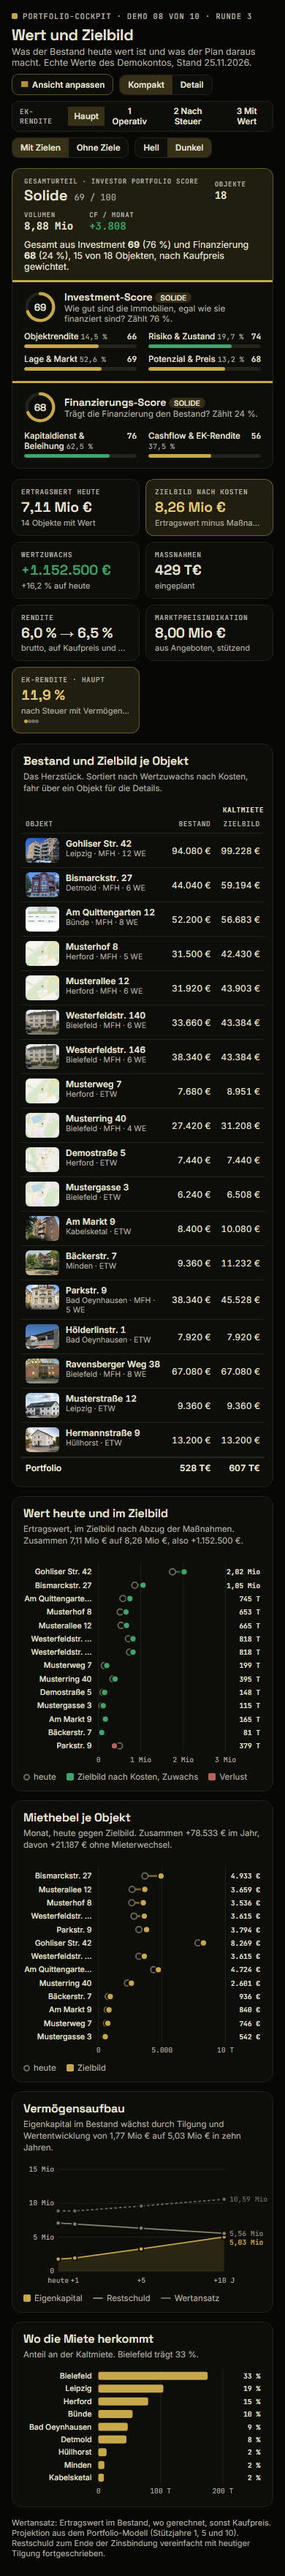 PORTFOLIO-COCKPIT · DEMO 08 VON 10 · RUNDE 3
Wert und Zielbild
Was der Bestand heute wert ist und was der Plan daraus
macht. Echte Werte des Demokontos, Stand 25.11.2026.
Ansicht anpassen
Kompakt
Detail
EK-RENDITE
Haupt
1 Operativ
2 Nach Steuer
3 Mit Wert
Mit Zielen
Ohne Ziele
Hell
Dunkel
GESAMTURTEIL · INVESTOR PORTFOLIO SCORE
Solide 69 / 100
OBJEKTE
18
VOLUMEN
8,88 Mio
CF / MONAT
+3.808
Gesamt aus Investment 69 (76 %) und Finanzierung
68 (24 %), 15 von 18 Objekten, nach Kaufpreis
gewichtet.
69
Investment-Score SOLIDE
Wie gut sind die Immobilien, egal wie sie
finanziert sind? Zählt 76 %.
Objektrendite 14,5 % 66
Risiko & Zustand 19,7 % 74
Lage & Markt 52,6 % 69
Potenzial & Preis 13,2 % 68
68
Finanzierungs-Score SOLIDE
Trägt die Finanzierung den Bestand? Zählt 24 %.
Kapitaldienst & Beleihung 62,5 % 76
Cashflow & EK-Rendite 37,5 % 56
ERTRAGSWERT HEUTE
7,11 Mio €
14 Objekte mit Wert
ZIELBILD NACH KOSTEN
8,26 Mio €
Ertragswert minus Maßna...
WERTZUWACHS
+1.152.500 €
+16,2 % auf heute
MASSNAHMEN
429 T€
eingeplant
RENDITE
6,0 % → 6,5 %
brutto, auf Kaufpreis und ...
MARKTPREISINDIKATION
8,00 Mio €
aus Angeboten, stützend
EK-RENDITE · HAUPT
11,9 %
nach Steuer mit Vermögen...
Bestand und Zielbild je Objekt
Das Herzstück. Sortiert nach Wertzuwachs nach Kosten,
fahr über ein Objekt für die Details.
KALTMIETE
OBJEKT BESTAND ZIELBILD
Gohliser Str. 42 94.080 € 99.228 €
Leipzig · MFH · 12 WE
Bismarckstr. 27 44.040 € 59.194 €
Detmold · MFH · 6 WE
Am Quittengarten 12 52.200 € 56.683 €
Bünde · MFH · 8 WE
Musterhof 8 31.500 € 42.430 €
Herford · MFH · 5 WE
Musterallee 12 31.920 € 43.903 €
Herford · MFH · 6 WE
Westerfeldstr. 140 33.660 € 43.384 €
Bielefeld · MFH · 6 WE
Westerfeldstr. 146 38.340 € 43.384 €
Bielefeld · MFH · 6 WE
Musterweg 7 7.680 € 8.951 €
Herford · ETW
Musterring 40 27.420 € 31.208 €
Bielefeld · MFH · 4 WE
Demostraße 5 7.440 € 7.440 €
Herford · ETW
Mustergasse 3 6.240 € 6.508 €
Bielefeld · ETW
Am Markt 9 8.400 € 10.080 €
Kabelsketal · ETW
Bäckerstr. 7 9.360 € 11.232 €
Minden · ETW
Parkstr. 9 38.340 € 45.528 €
Bad Oeynhausen · MFH ·
5 WE
Hölderlinstr. 1 7.920 € 7.920 €
Bad Oeynhausen · ETW
Ravensberger Weg 38 67.080 € 67.080 €
Bielefeld · MFH · 8 WE
Musterstraße 12 9.360 € 9.360 €
Leipzig · ETW
Hermannstraße 9 13.200 € 13.200 €
Hüllhorst · ETW
Portfolio 528 T€ 607 T€
Wert heute und im Zielbild
Ertragswert, im Zielbild nach Abzug der Maßnahmen.
Zusammen 7,11 Mio € auf 8,26 Mio €, also +1.152.500 €.
Gohliser Str. 42 2,02 Mio
Bismarckstr. 27 1,05 Mio
Am Quittengarte... 745 T
Musterhof 8 653 T
Musterallee 12 665 T
Westerfeldstr. ... 818 T
Westerfeldstr. ... 818 T
Musterweg 7 199 T
Musterring 40 395 T
Demostraße 5 148 T
Mustergasse 3 115 T
Am Markt 9 165 T
Bäckerstr. 7 81 T
Parkstr. 9 379 T
0 1 Mio 2 Mio 3 Mio
heute Zielbild nach Kosten, Zuwachs Verlust
Miethebel je Objekt
Monat, heute gegen Zielbild. Zusammen +78.533 € im Jahr,
davon +21.187 € ohne Mieterwechsel.
Bismarckstr. 27 4.933 €
Musterallee 12 3.659 €
Musterhof 8 3.536 €
Westerfeldstr. ... 3.615 €
Parkstr. 9 3.794 €
Gohliser Str. 42 8.269 €
Westerfeldstr. ... 3.615 €
Am Quittengarte... 4.724 €
Musterring 40 2.601 €
Bäckerstr. 7 936 €
Am Markt 9 840 €
Musterweg 7 746 €
Mustergasse 3 542 €
0 5.000 10 T
heute Zielbild
Vermögensaufbau
Eigenkapital im Bestand wächst durch Tilgung und
Wertentwicklung von 1,77 Mio € auf 5,03 Mio € in zehn
Jahren.
15 Mio
10 Mio
5 Mio
0
10,59 Mio
5,56 Mio
5,03 Mio
heute +1 +5 +10 J
Eigenkapital Restschuld Wertansatz
Wo die Miete herkommt
Anteil an der Kaltmiete. Bielefeld trägt 33 %.
Bielefeld 33 %
Leipzig 19 %
Herford 15 %
Bünde 10 %
Bad Oeynhausen 9 %
Detmold 8 %
Hüllhorst 2 %
Minden 2 %
Kabelsketal 2 %
0 100 T 200 T
Wertansatz: Ertragswert im Bestand, wo gerechnet, sonst Kaufpreis.
Projektion aus dem Portfolio-Modell (Stützjahre 1, 5 und 10).
Restschuld zum Ende der Zinsbindung vereinfacht mit heutiger
Tilgung fortgeschrieben.